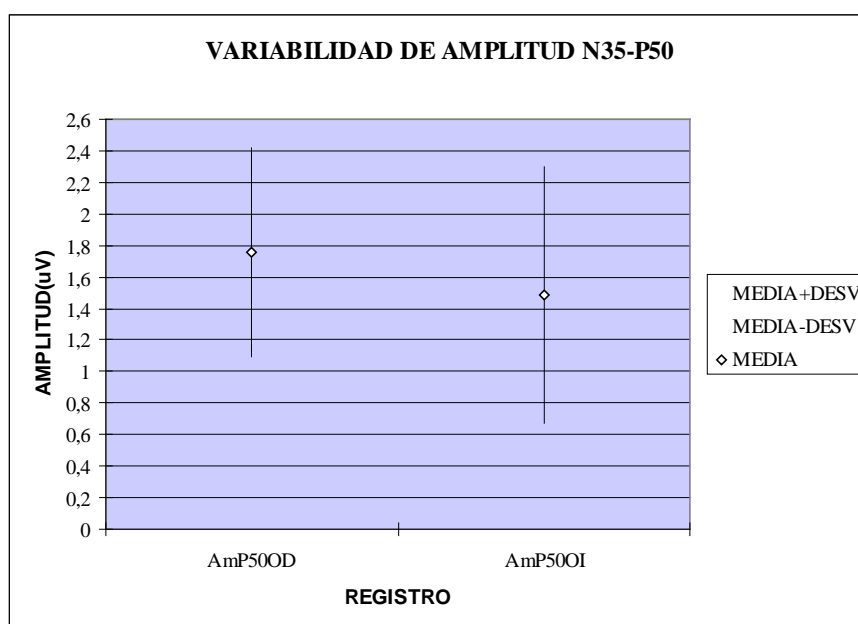 VARIABILIDAD DE AMPLITUD N35-P50
2,6
2,4
2,2
2
1,8
1,6
1,4
1,2
1
0,8
0,6
0,4
0,2
0
AMPLITUD(uV)
AmP50OD
AmP50OI
REGISTRO
MEDIA+DESV
MEDIA-DESV
MEDIA